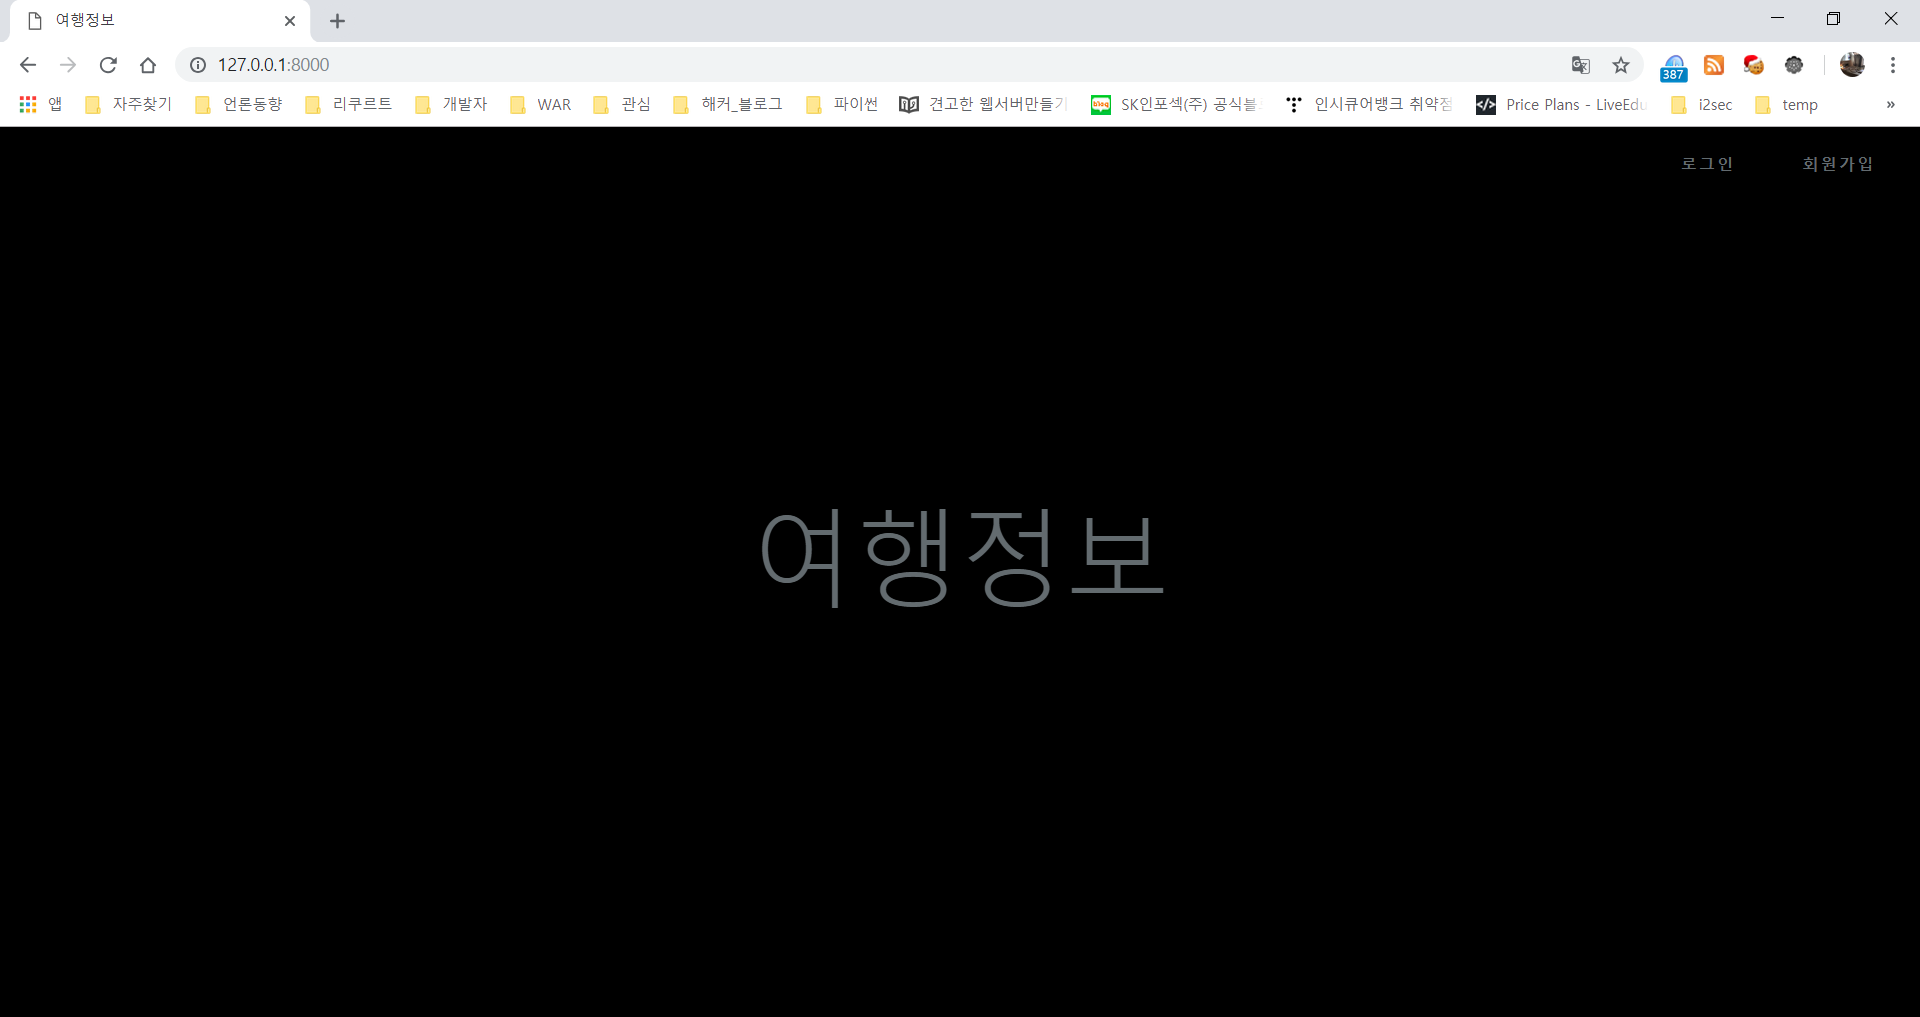 여행정보
127.0.0.1:8000
387
앱 자주찾기 언론동향 리쿠르트 개발자 WAR 관심 해커_블로그 파이썬 견고한 웹서버만들기 blog SK인포섹(주) 공식블 인시큐어뱅크 취약점 Price Plans - LiveEdu i2sec temp »
로그인 회원가입
여행정보